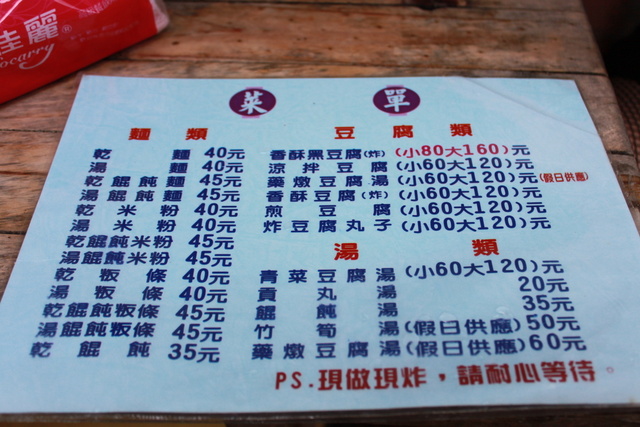 佳麗®
ocarry
菜單
麵類
乾麵 40元
湯麵 40元
乾餛飩麵 45元
湯餛飩麵 45元
乾米粉 40元
湯米粉 40元
乾餛飩米粉 45元
湯餛飩米粉 45元
乾粄條 40元
湯粄條 40元
乾餛飩粄條 45元
湯餛飩粄條 45元
乾餛飩 35元
豆腐類
香酥黑豆腐(炸)(小80大160)元
涼拌豆腐(小60大120)元
藥燉豆腐湯(小60大120)元(假日供應)
香酥豆腐(炸)(小60大120)元
煎豆腐(小60大120)元
炸豆腐丸子(小60大120)元
湯類
青菜豆腐湯(小60大120)元
貢丸湯 20元
餛飩湯 35元
竹筍湯(假日供應)50元
藥燉豆腐湯(假日供應)60元
PS.現做現炸，請耐心等待。